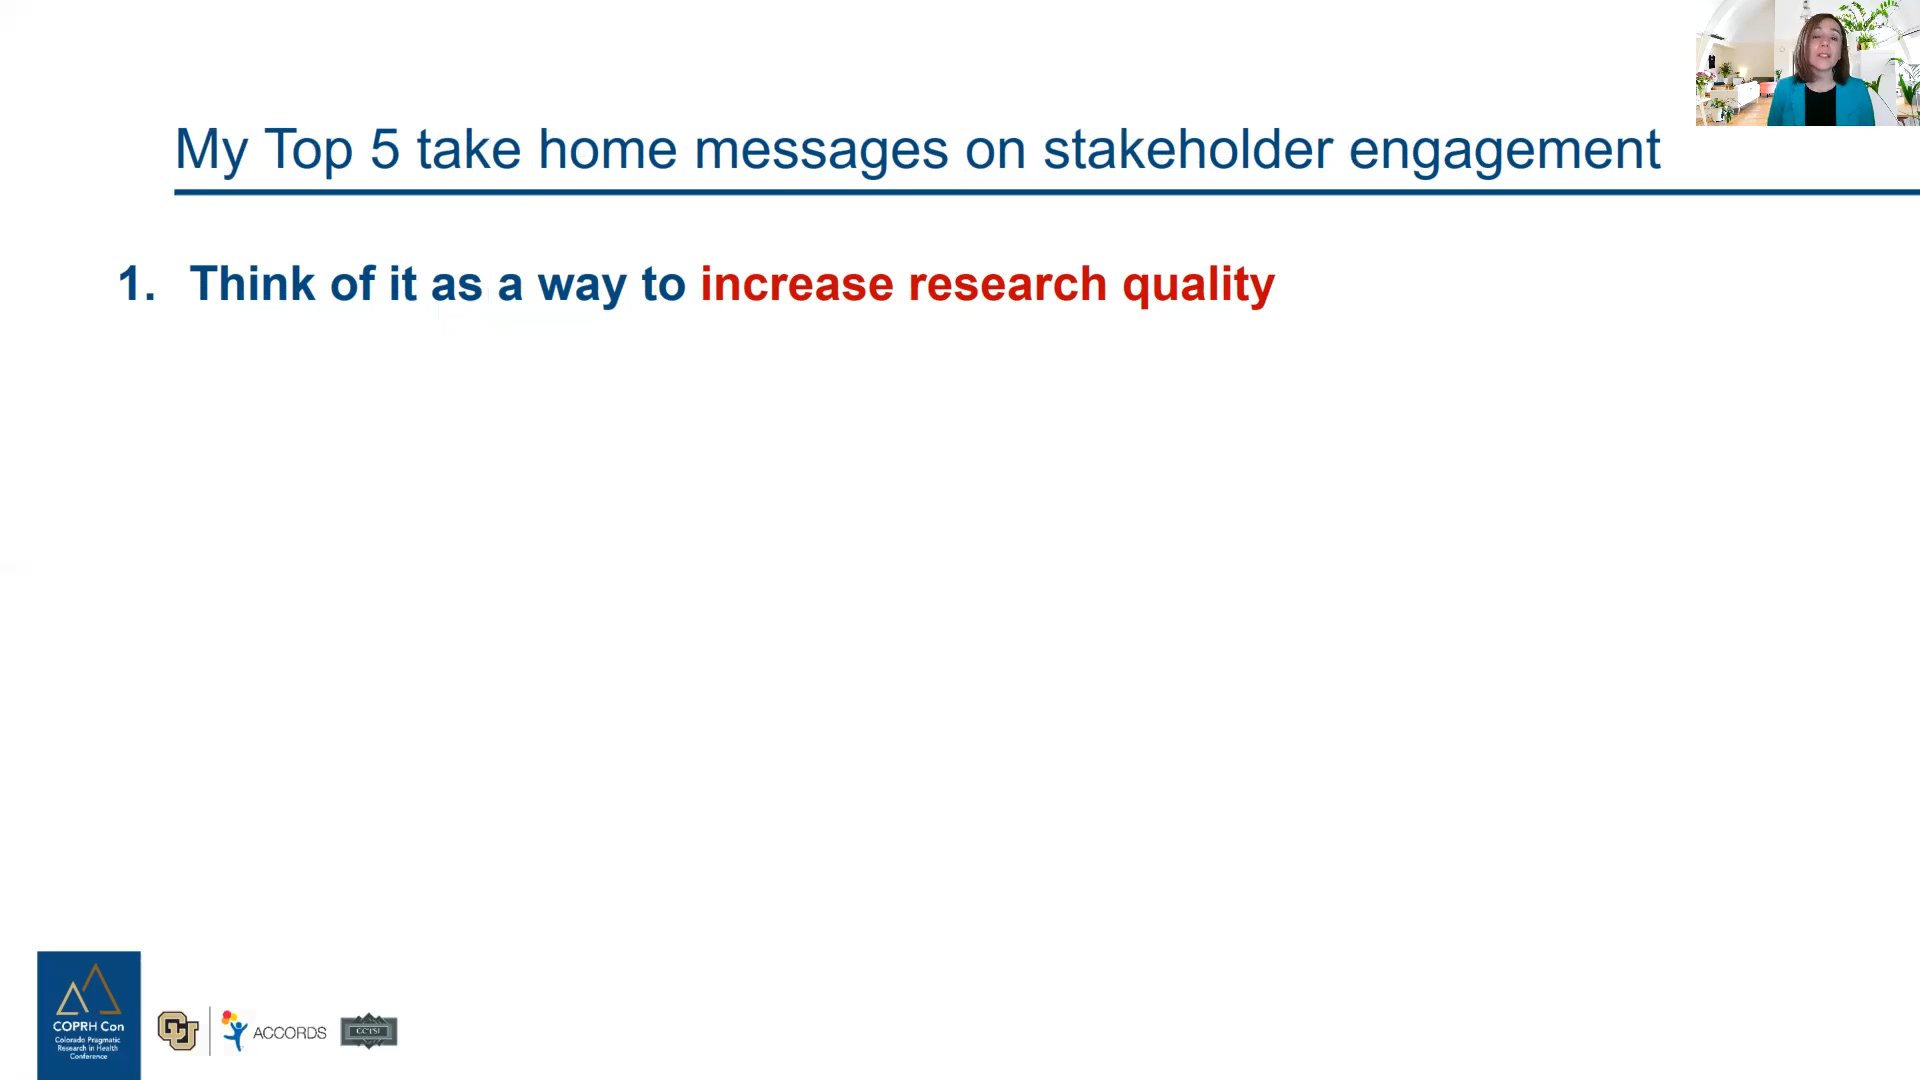 My Top 5 take home messages on stakeholder engagement
1. Think of it as a way to increase research quality
COPRH Con
Colorado Pragmatic
Research in Health
Conference
CU
ACCORDS
CCTSI